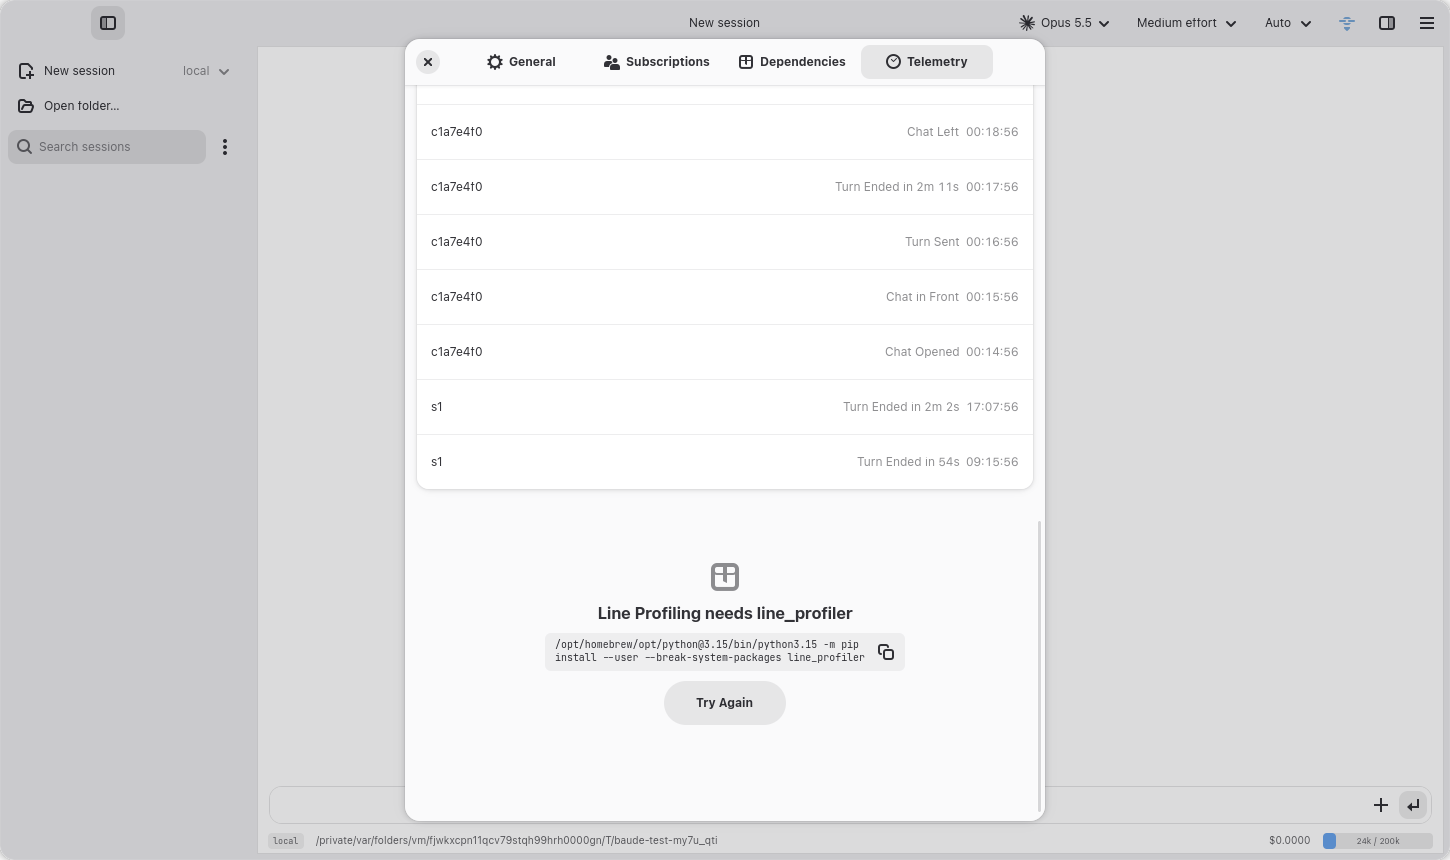 New session
Opus 5.5
Medium effort
Auto
New session
local
Open folder...
Search sessions
General
Subscriptions
Dependencies
Telemetry
c1a7e4f0 Chat Left 00:18:56
c1a7e4f0 Turn Ended in 2m 11s 00:17:56
c1a7e4f0 Turn Sent 00:16:56
c1a7e4f0 Chat in Front 00:15:56
c1a7e4f0 Chat Opened 00:14:56
s1 Turn Ended in 2m 2s 17:07:56
s1 Turn Ended in 54s 09:15:56
Line Profiling needs line_profiler
/opt/homebrew/opt/python@3.15/bin/python3.15 -m pip
install --user --break-system-packages line_profiler
Try Again
local /private/var/folders/vm/fjwkxcpn11qcv79stqh99hrh0000gn/T/baude-test-my7u_qti
$0.0000
24k / 200k